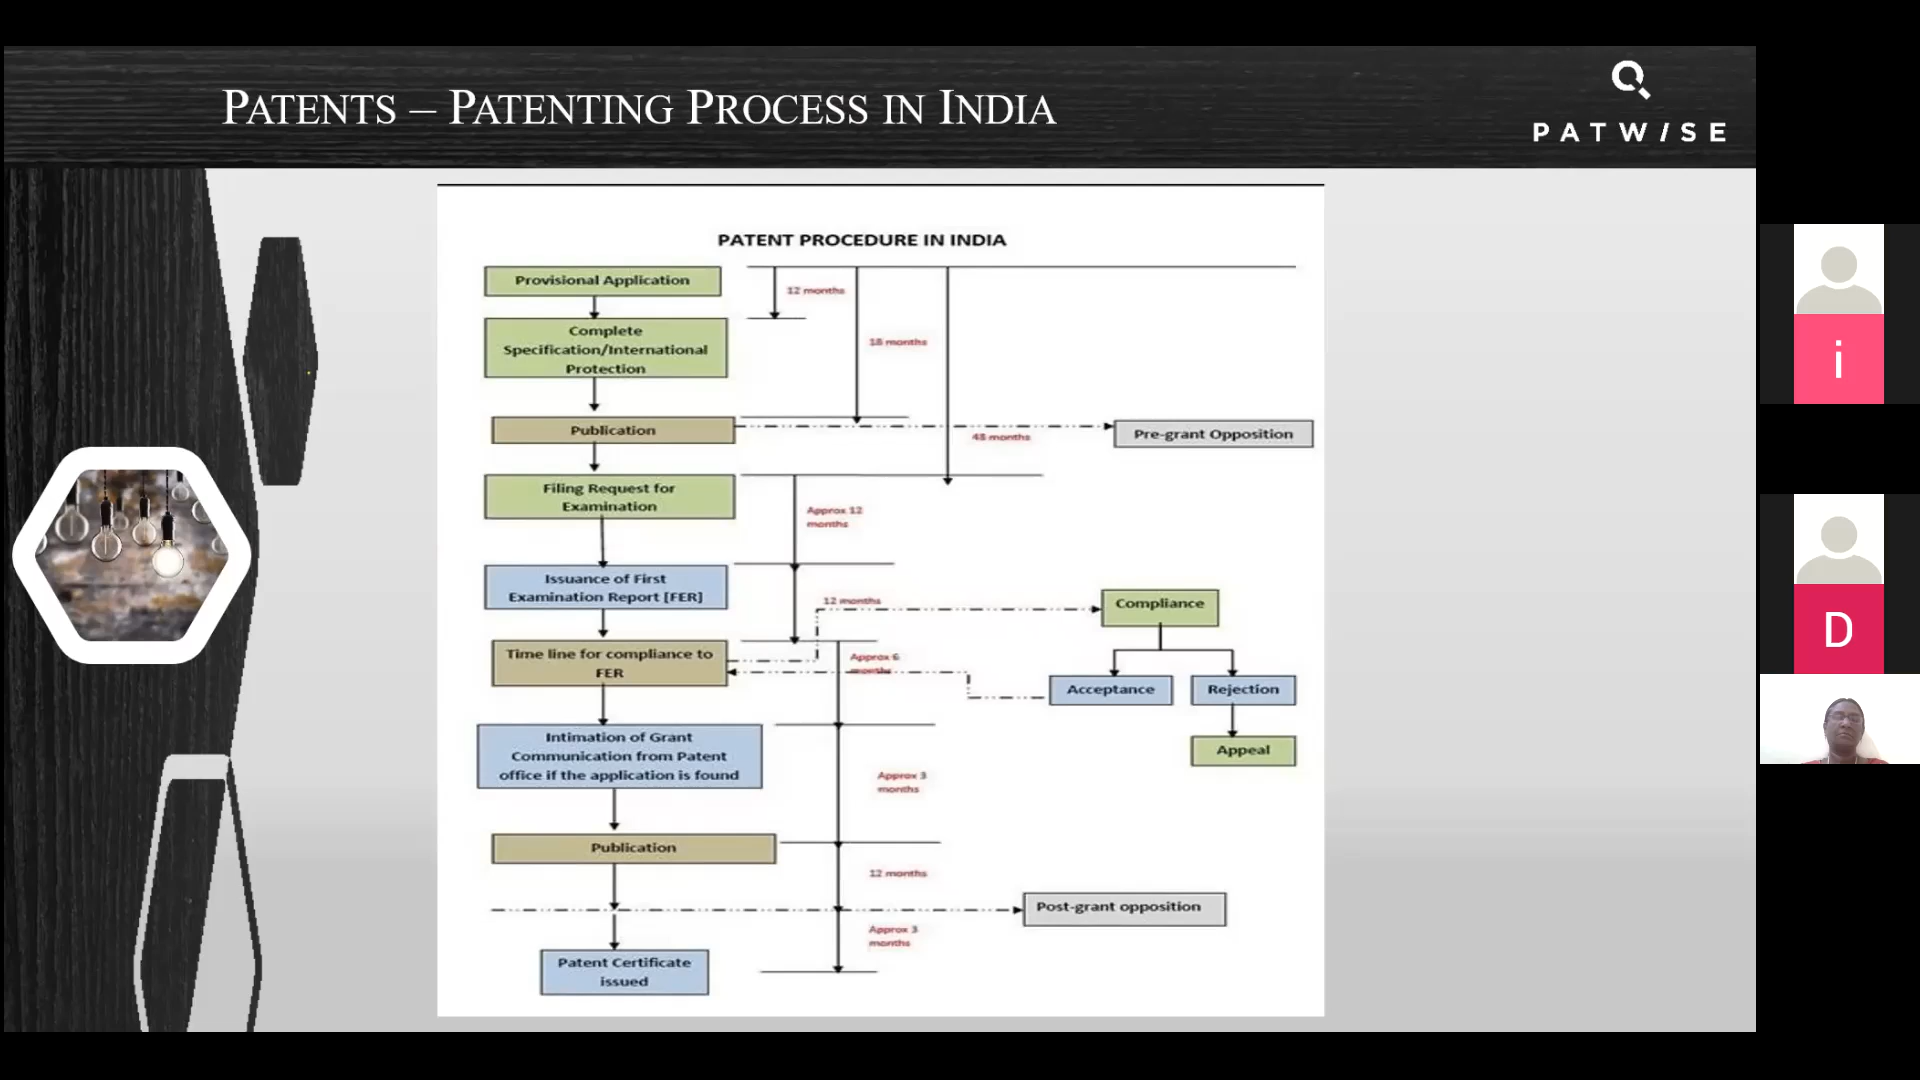 PATENTS – PATENTING PROCESS IN INDIA
PATW/SE
PATENT PROCEDURE IN INDIA
Provisional Application
12 months
Complete
Specification/International
Protection
18 months
Publication
48 months
Pre-grant Opposition
Filing Request for
Examination
Approx 12
months
Issuance of First
Examination Report [FER]
12 months
Compliance
Time line for compliance to
FER
Approx 6
months
Acceptance
Rejection
Appeal
Intimation of Grant
Communication from Patent
office if the application is found
Approx 3
months
Publication
12 months
Post-grant opposition
Approx 3
months
Patent Certificate
issued
i
D